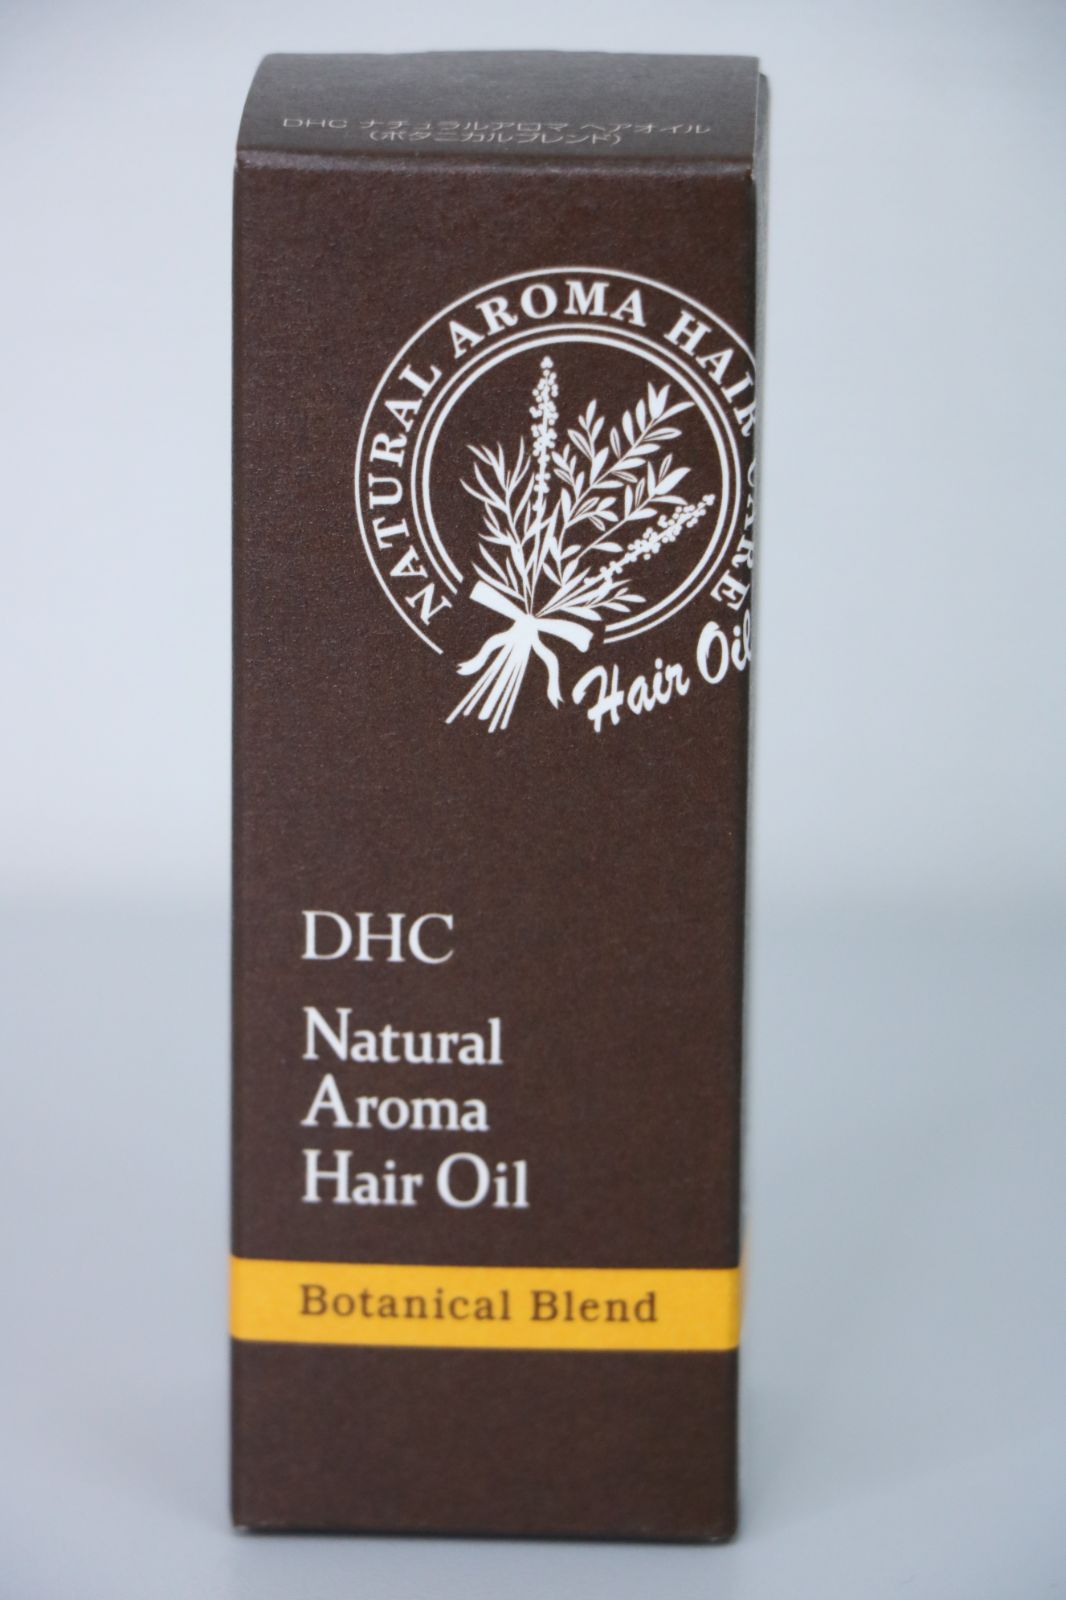 DHC ナチュラルアロマ ヘアオイル
(ボタニカルブレンド)
NATURAL AROMA HAIR CARE
Hair Oil
DHC
Natural
Aroma
Hair Oil
Botanical Blend